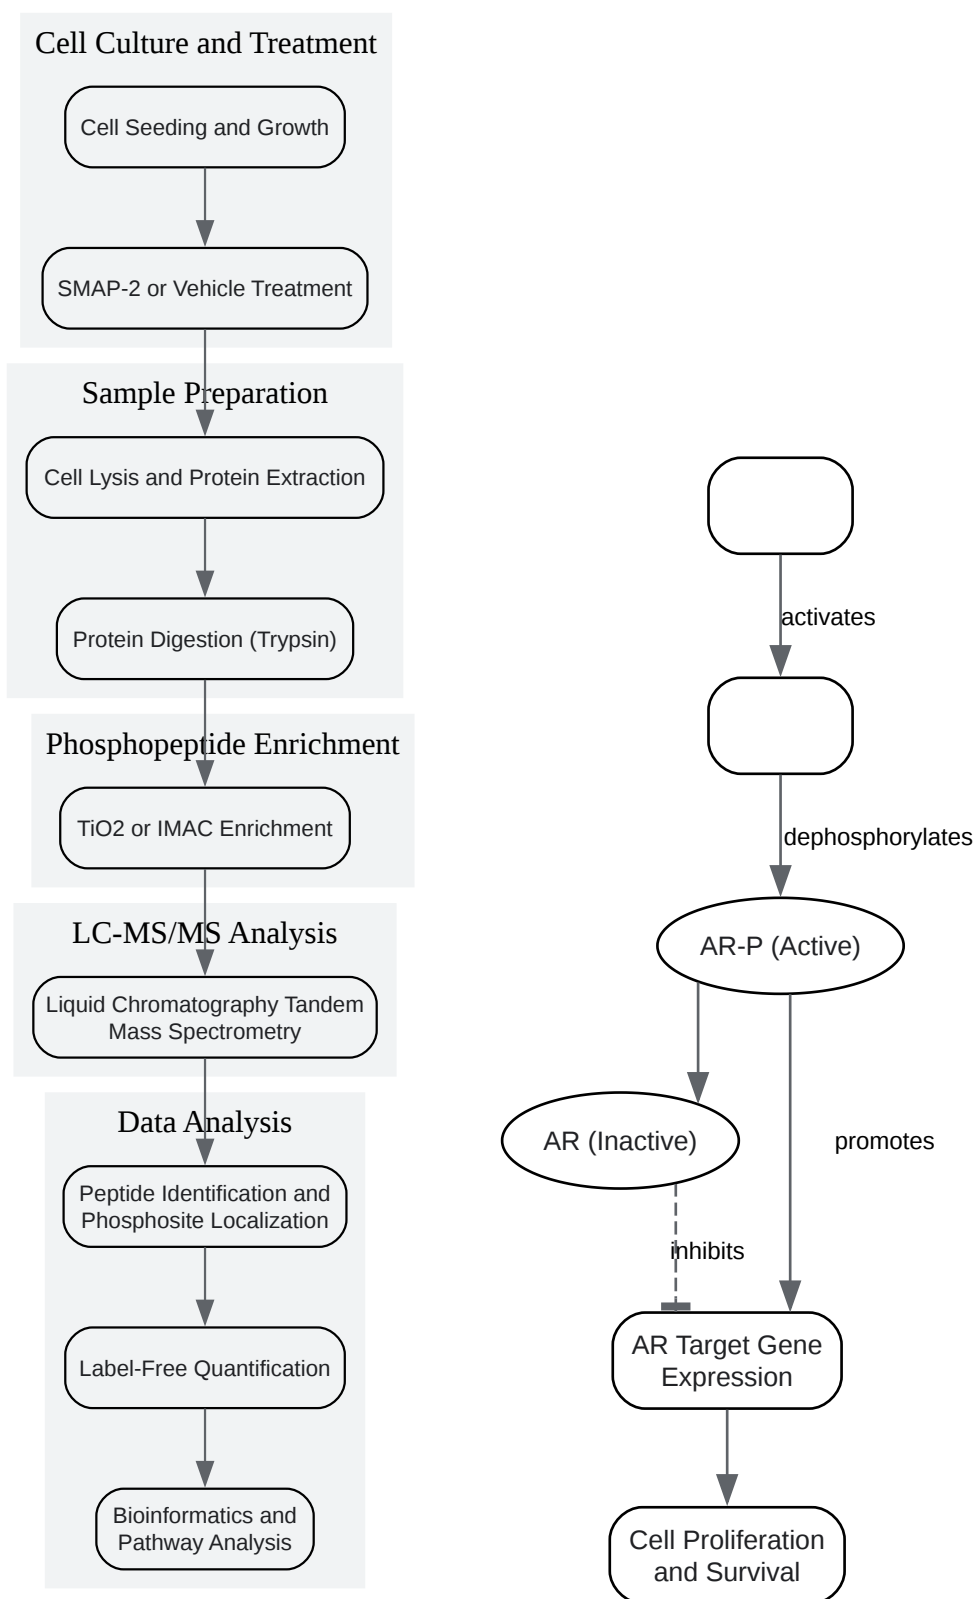 Cell Culture and Treatment
Cell Seeding and Growth
SMAP-2 or Vehicle Treatment
Sample Preparation
Cell Lysis and Protein Extraction
Protein Digestion (Trypsin)
Phosphopeptide Enrichment
TiO2 or IMAC Enrichment
LC-MS/MS Analysis
Liquid Chromatography Tandem
Mass Spectrometry
Data Analysis
Peptide Identification and
Phosphosite Localization
Label-Free Quantification
Bioinformatics and
Pathway Analysis
activates
dephosphorylates
AR-P (Active)
AR (Inactive)
promotes
inhibits
AR Target Gene
Expression
Cell Proliferation
and Survival